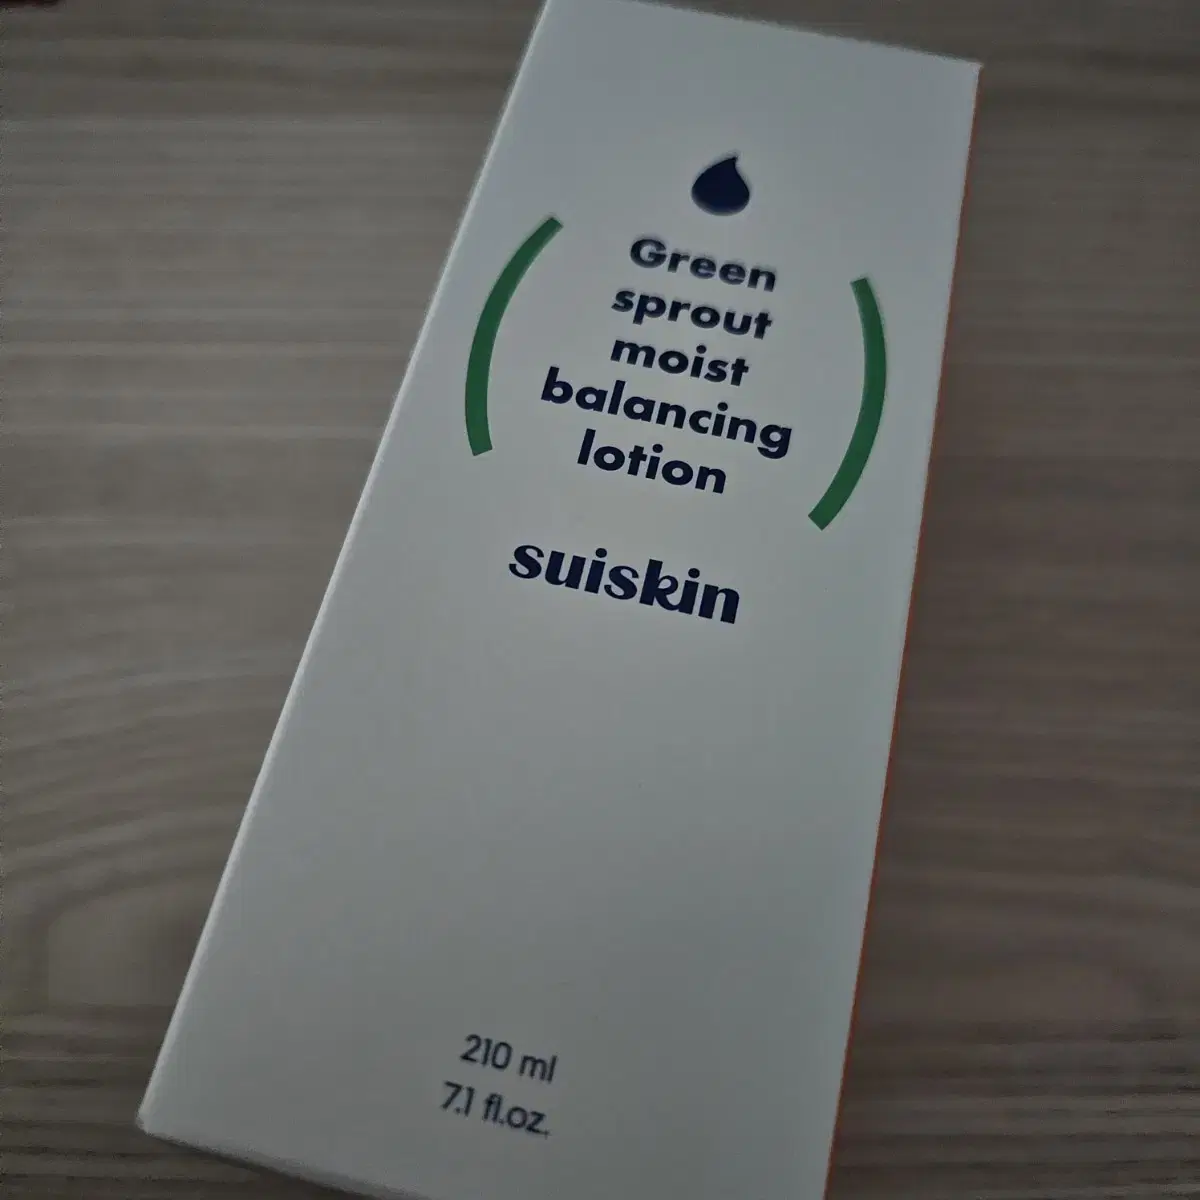 Green
sprout
moist
balancing
lotion
suiskin
210 ml
7.1 fl.oz.